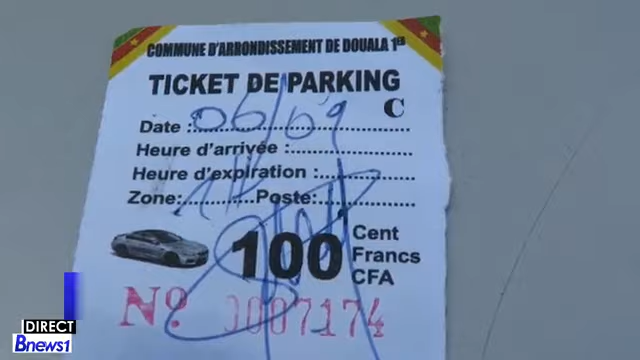 COMMUNE D'ARRONDISSEMENT DE DOUALA 1er
TICKET DE PARKING
C
Date : 06/09
Heure d'arrivée :
Heure d'expiration :
Zone: Poste:
100 Cent Francs CFA
Nº 0007174
DIRECT
Bnews1